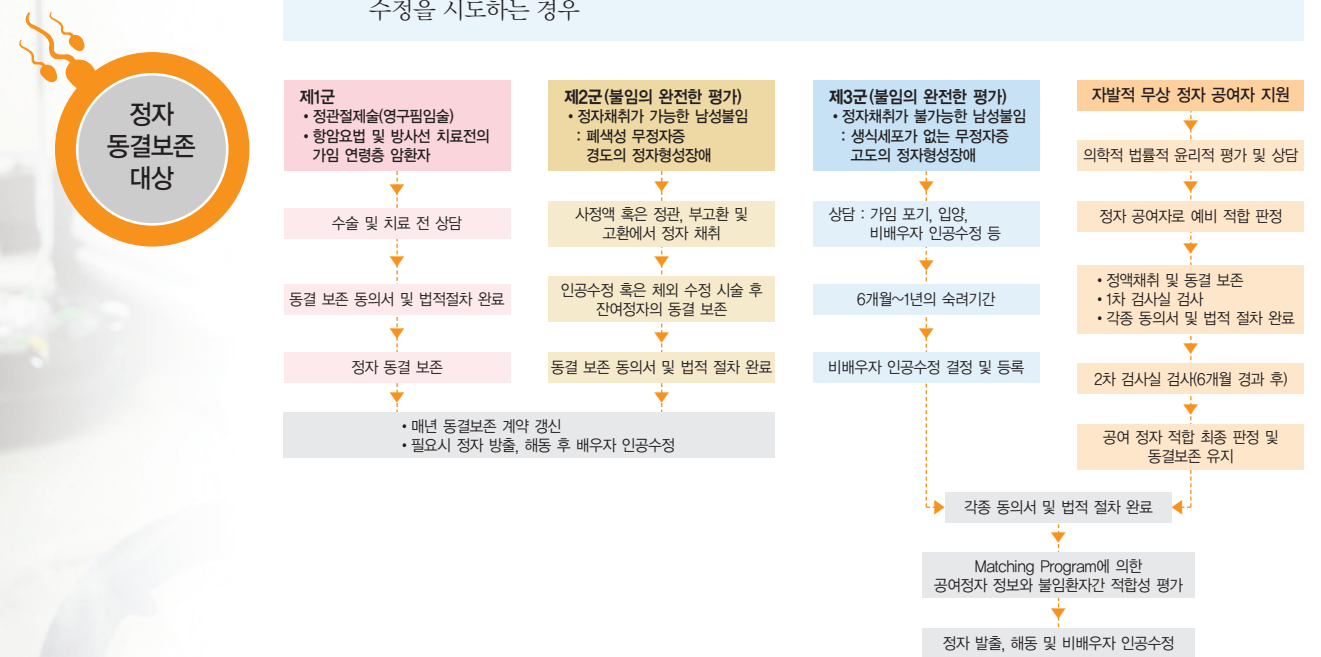 수정을 시도하는 경우
정자
동결보존
대상
제1군
• 정관절제술(영구핌임술)
• 항암요법 및 방사선 치료전의
가임 연령층 암환자
수술 및 치료 전 상담
동결 보존 동의서 및 법적절차 완료
정자 동결 보존
제2군(불임의 완전한 평가)
• 정자채취가 가능한 남성불임
: 폐색성 무정자증
경도의 정자형성장애
사정액 혹은 정관, 부고환 및
고환에서 정자 채취
인공수정 혹은 체외 수정 시술 후
잔여정자의 동결 보존
동결 보존 동의서 및 법적 절차 완료
• 매년 동결보존 계약 갱신
• 필요시 정자 방출, 해동 후 배우자 인공수정
제3군(불임의 완전한 평가)
• 정자채취가 불가능한 남성불임
: 생식세포가 없는 무정자증
고도의 정자형성장애
상담 : 가임 포기, 입양,
비배우자 인공수정 등
6개월~1년의 숙려기간
비배우자 인공수정 결정 및 등록
자발적 무상 정자 공여자 지원
의학적 법률적 윤리적 평가 및 상담
정자 공여자로 예비 적합 판정
• 정액채취 및 동결 보존
• 1차 검사실 검사
• 각종 동의서 및 법적 절차 완료
2차 검사실 검사(6개월 경과 후)
공여 정자 적합 최종 판정 및
동결보존 유지
각종 동의서 및 법적 절차 완료
Matching Program에 의한
공여정자 정보와 불임환자간 적합성 평가
정자 발출, 해동 및 비배우자 인공수정